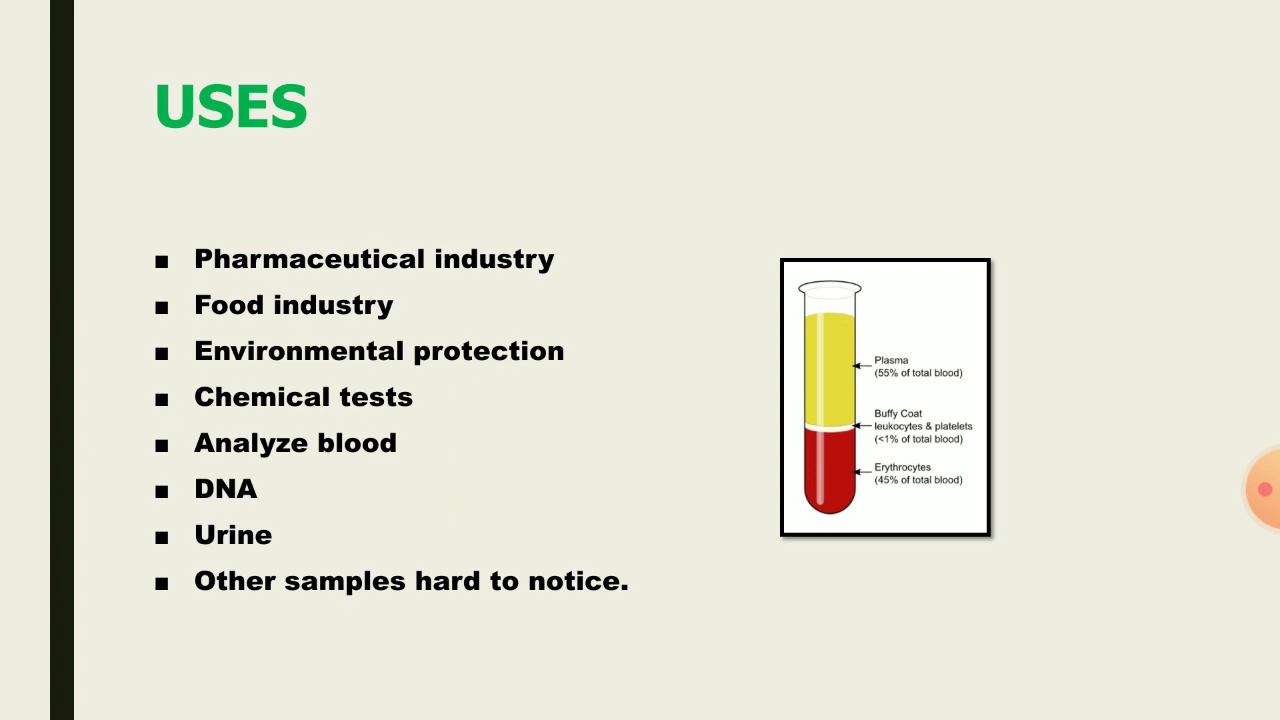 USES
■ Pharmaceutical industry
■ Food industry
■ Environmental protection
■ Chemical tests
■ Analyze blood
■ DNA
■ Urine
■ Other samples hard to notice.
Plasma
(55% of total blood)
Buffy Coat
leukocytes & platelets
(<1% of total blood)
Erythrocytes
(45% of total blood)